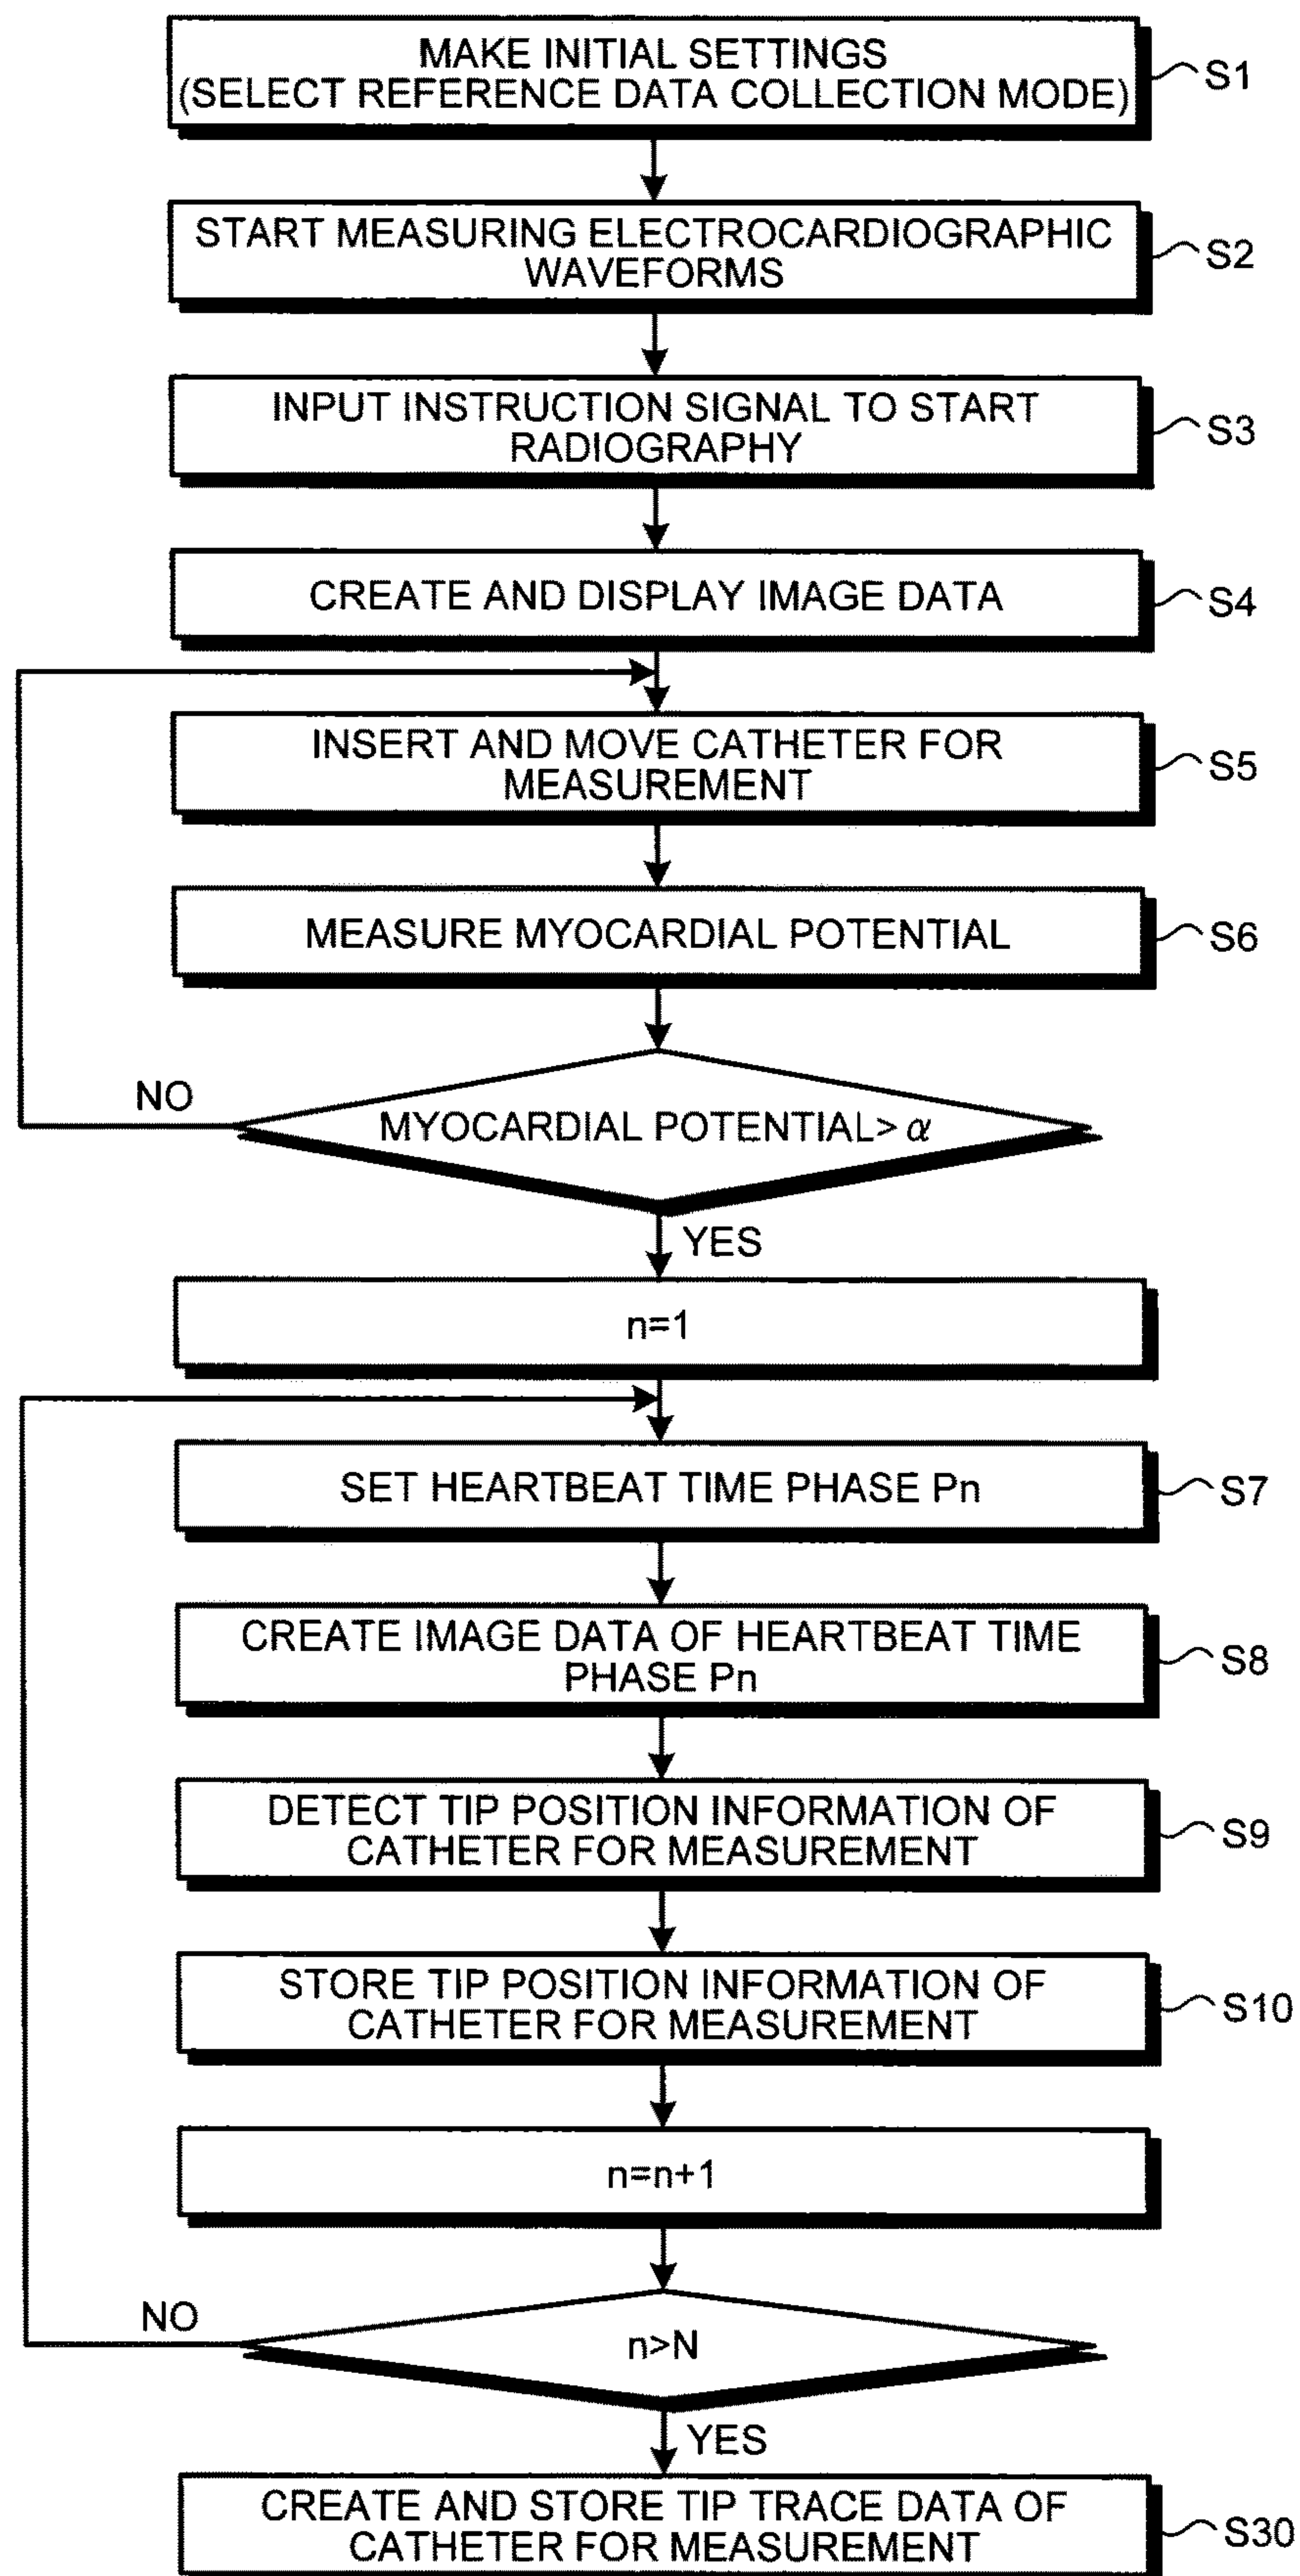 MAKE INITIAL SETTINGS
(SELECT REFERENCE DATA COLLECTION MODE)
S1
START MEASURING ELECTROCARDIOGRAPHIC
WAVEFORMS
S2
INPUT INSTRUCTION SIGNAL TO START
RADIOGRAPHY
S3
CREATE AND DISPLAY IMAGE DATA
S4
INSERT AND MOVE CATHETER FOR
MEASUREMENT
S5
MEASURE MYOCARDIAL POTENTIAL
S6
NO
MYOCARDIAL POTENTIAL> α
YES
n=1
SET HEARTBEAT TIME PHASE Pn
S7
CREATE IMAGE DATA OF HEARTBEAT TIME
PHASE Pn
S8
DETECT TIP POSITION INFORMATION OF
CATHETER FOR MEASUREMENT
S9
STORE TIP POSITION INFORMATION OF
CATHETER FOR MEASUREMENT
S10
n=n+1
NO
n>N
YES
CREATE AND STORE TIP TRACE DATA OF
CATHETER FOR MEASUREMENT
S30